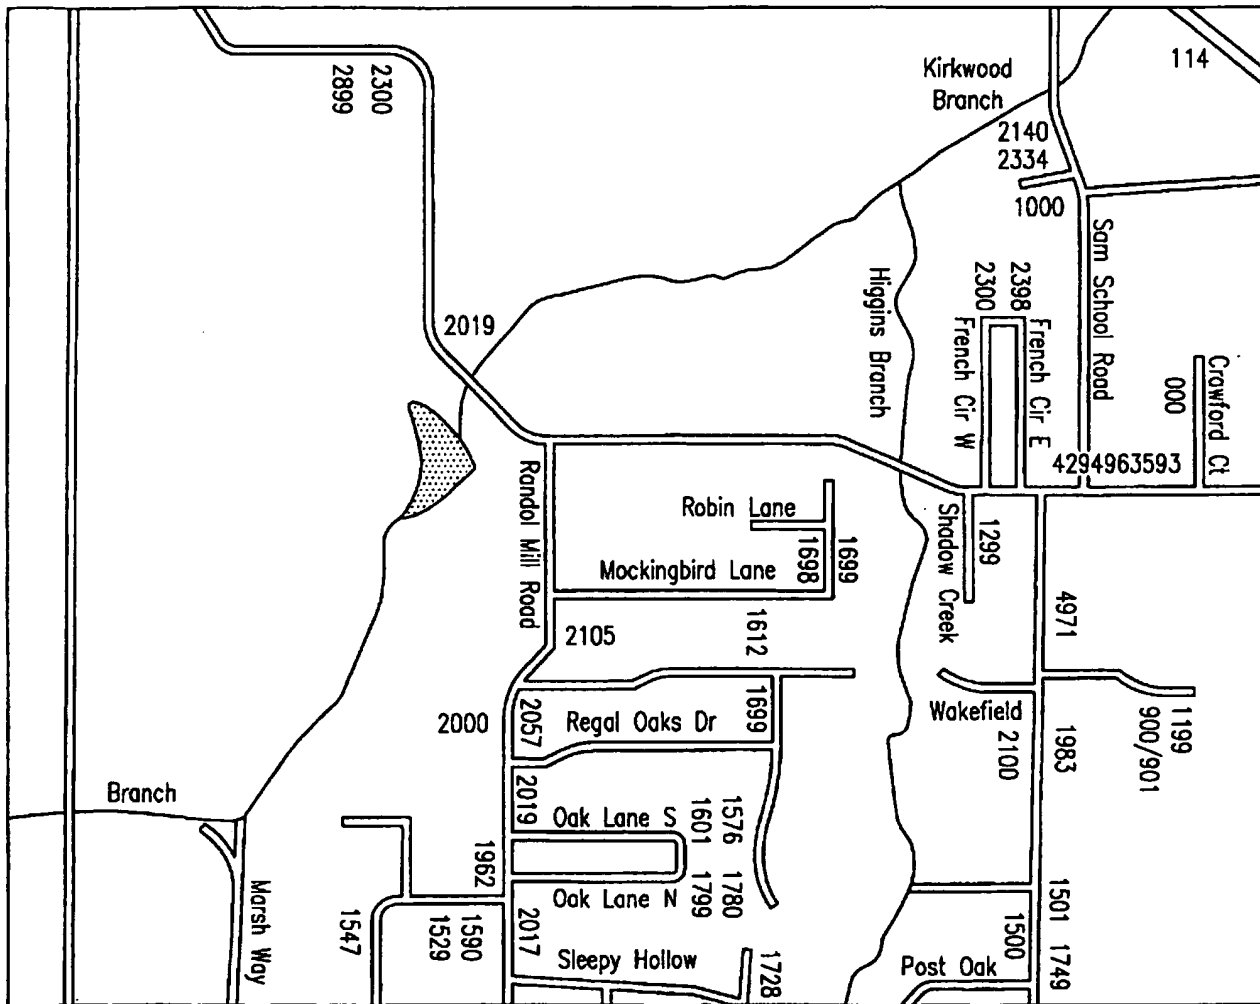 114
Kirkwood
Branch
2300
2899
2140
2334
1000
Sam School Road
2398
2300
Higgins Branch
French Cir W
French Cir E
2019
Crawford Ct
000
4294963593
Randol Mill Road
Robin Lane
Shadow Creek
1299
1699
1698
Mockingbird Lane
4971
2105
1612
2000
2057
Regal Oaks Dr
1699
Wakefield
2100
1983
1199
900/901
Branch
2019
Oak Lane S
1576
1601
1962
Oak Lane N
1780
1799
Marsh Way
1547
1590
1529
2017
1501
1749
1500
Sleepy Hollow
1728
Post Oak